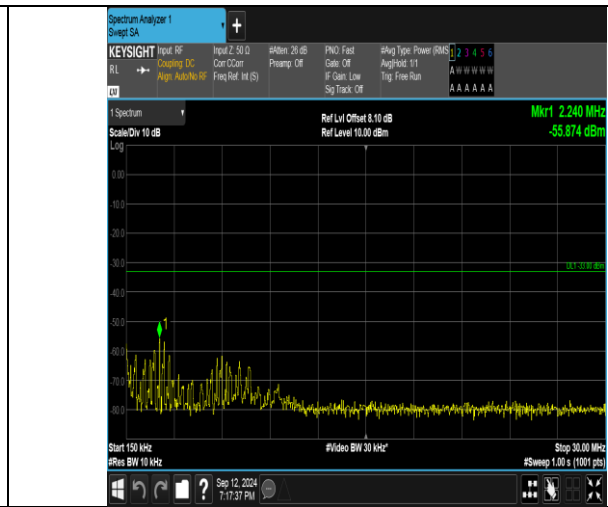 Spectrum Analyzer 1
Swept SA
KEYSIGHT
RL
Input: RF
Coupling: DC
Align: Auto/No RF
Input Z: 50 Ω
Corr CCorr
Freq Ref: Int (S)
#Atten: 26 dB
Preamp: Off
PNO: Fast
Gate: Off
IF Gain: Low
Sig Track: Off
#Avg Type: Power (RMS
Avg|Hold: 1/1
Trig: Free Run
1 2 3 4 5 6
A W W W W W
A A A A A A
1 Spectrum
Scale/Div 10 dB
Ref Lvl Offset 8.10 dB
Ref Level 10.00 dBm
Mkr1 2.240 MHz
-55.874 dBm
Log
0.00
-10.0
-20.0
-30.0
DL1 -33.00 dBm
-40.0
-50.0
1
-60.0
-70.0
-80.0
Start 150 kHz
#Res BW 10 kHz
#Video BW 30 kHz*
Stop 30.00 MHz
#Sweep 1.00 s (1001 pts)
?
Sep 12, 2024
7:17:37 PM